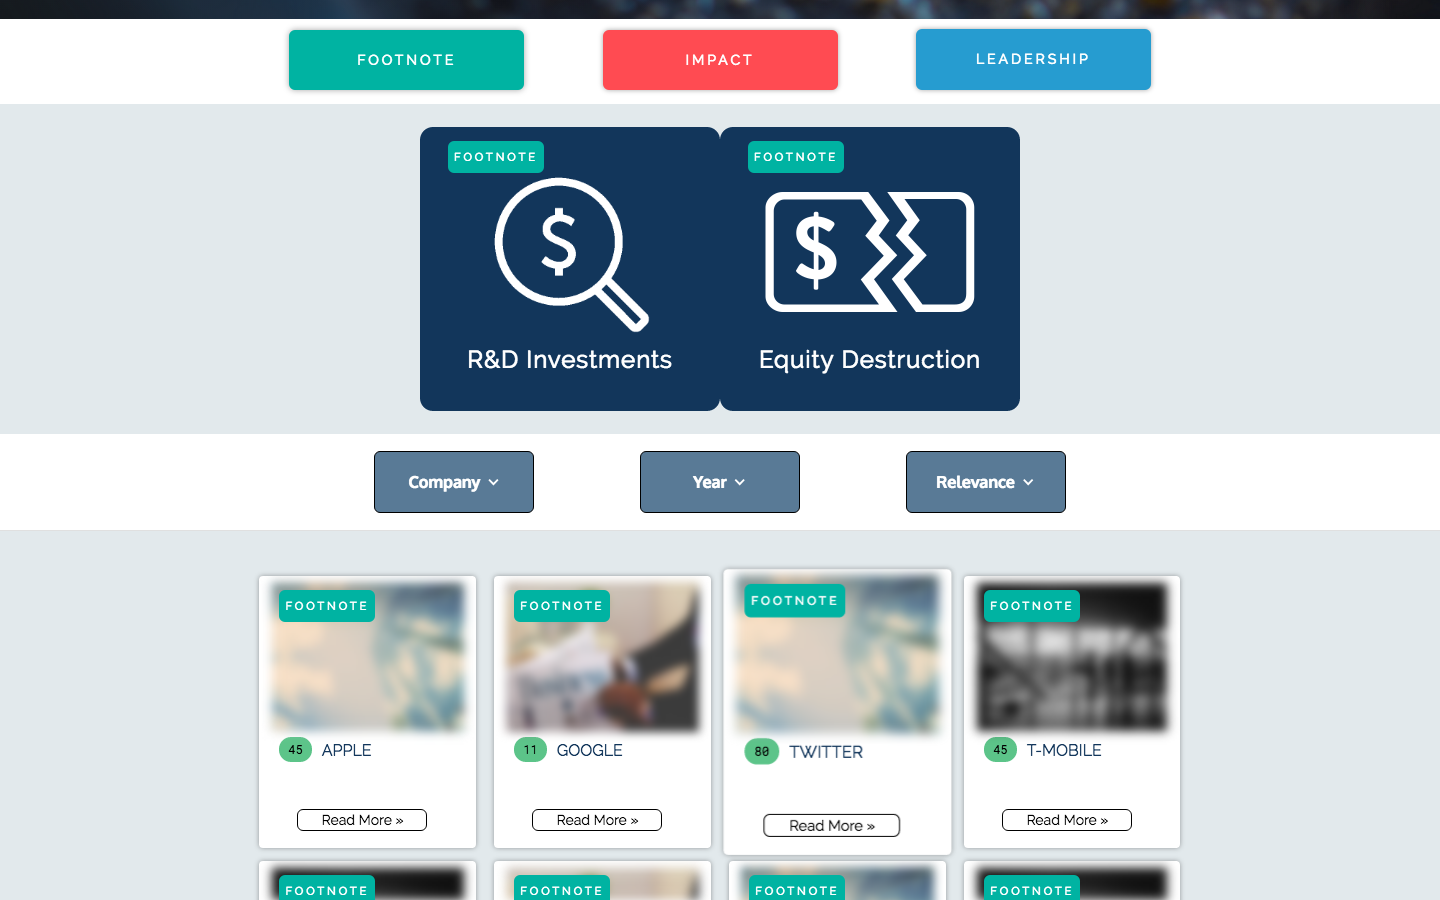 FOOTNOTE
IMPACT
LEADERSHIP
FOOTNOTE
FOOTNOTE
$
$
R&D Investments
Equity Destruction
Company
Year
Relevance
FOOTNOTE
FOOTNOTE
FOOTNOTE
FOOTNOTE
45 APPLE
11 GOOGLE
80 TWITTER
45 T-MOBILE
Read More »
Read More »
Read More »
Read More »
FOOTNOTE
FOOTNOTE
FOOTNOTE
FOOTNOTE